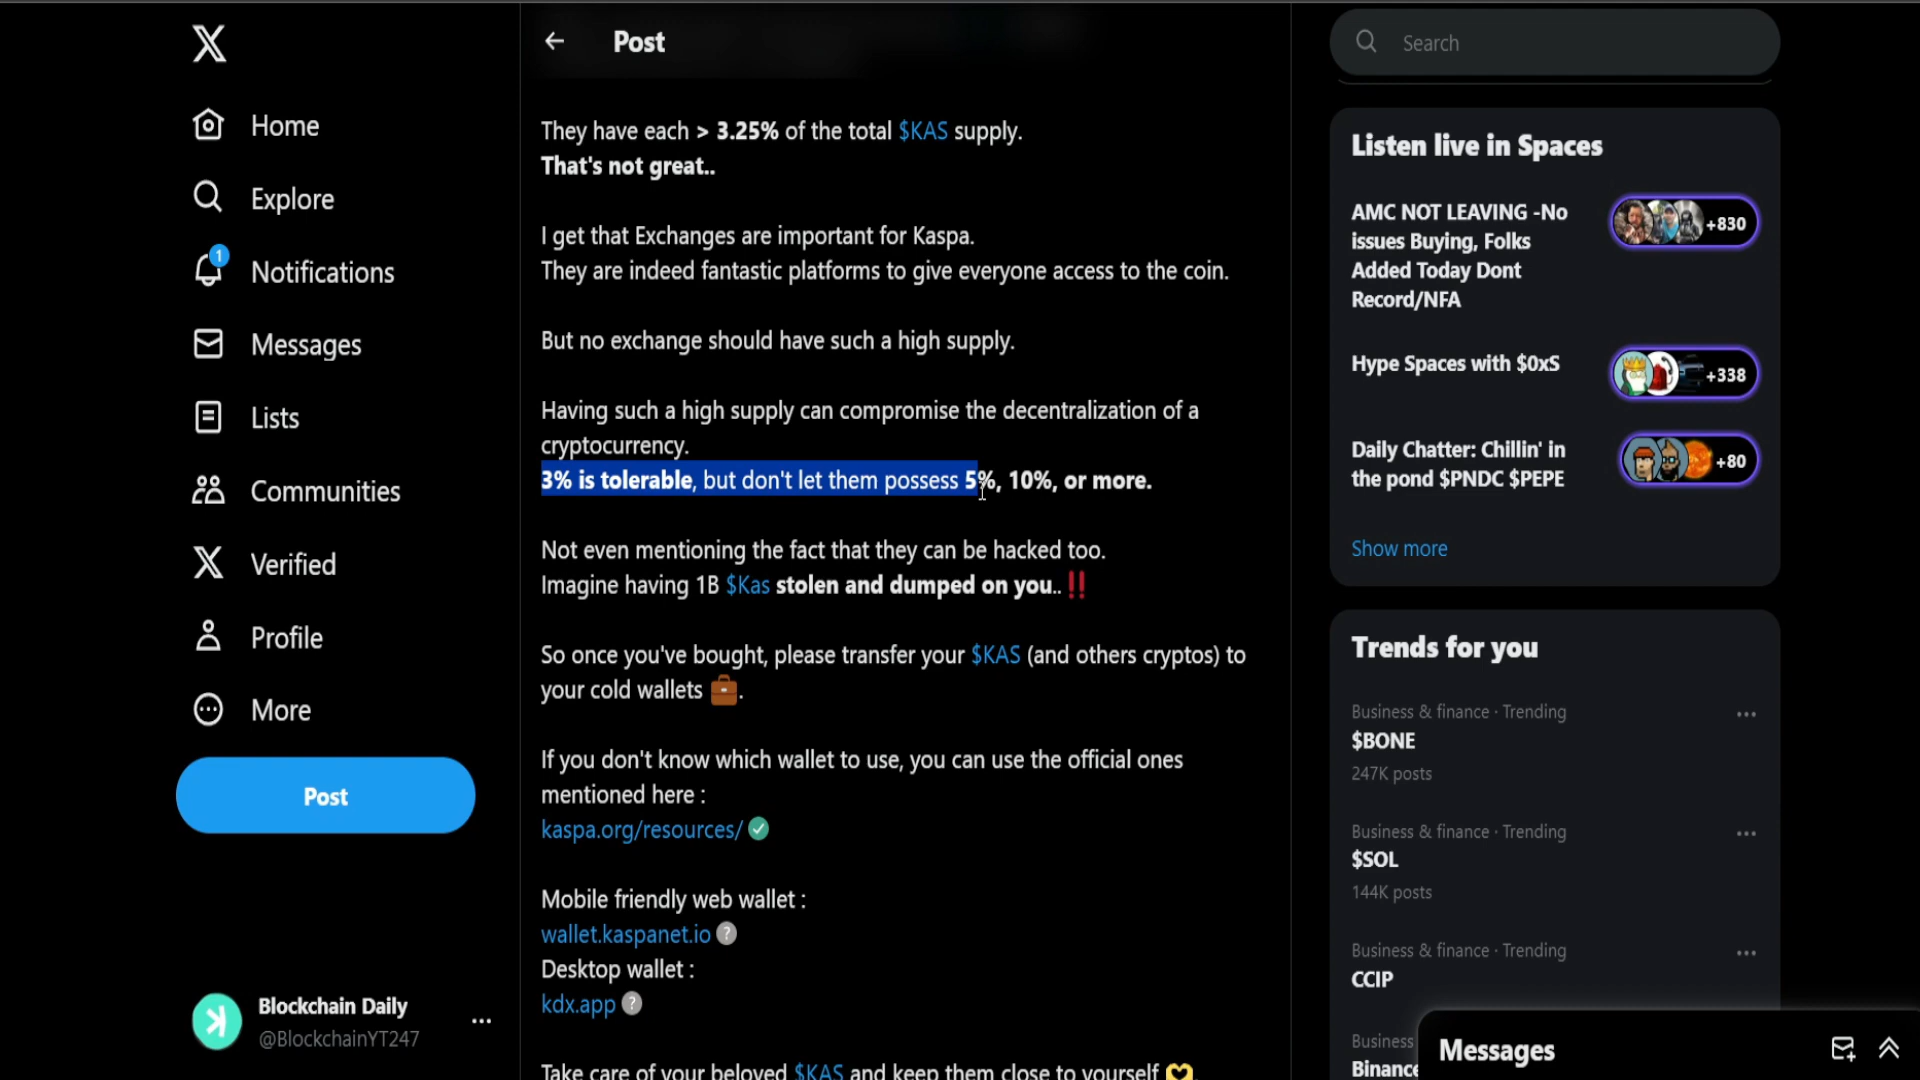 X
Home
Explore
1
Notifications
Messages
Lists
Communities
Verified
Profile
More
Post
Blockchain Daily
@BlockchainYT247
Post
They have each > 3.25% of the total $KAS supply.
That's not great..
I get that Exchanges are important for Kaspa.
They are indeed fantastic platforms to give everyone access to the coin.
But no exchange should have such a high supply.
Having such a high supply can compromise the decentralization of a
cryptocurrency.
3% is tolerable, but don't let them possess 5%, 10%, or more.
Not even mentioning the fact that they can be hacked too.
Imagine having 1B $Kas stolen and dumped on you.. ‼️
So once you've bought, please transfer your $KAS (and others cryptos) to
your cold wallets 💼.
If you don't know which wallet to use, you can use the official ones
mentioned here :
kaspa.org/resources/
Mobile friendly web wallet :
wallet.kaspanet.io ?
Desktop wallet :
kdx.app ?
Take care of your beloved $KAS and keep them close to yourself
Search
Listen live in Spaces
AMC NOT LEAVING -No
issues Buying, Folks
Added Today Dont
Record/NFA
+830
Hype Spaces with $0xS
+338
Daily Chatter: Chillin' in
the pond $PNDC $PEPE
+80
Show more
Trends for you
Business & finance · Trending
$BONE
247K posts
Business & finance · Trending
$SOL
144K posts
Business & finance · Trending
CCIP
Business
Binance
Messages